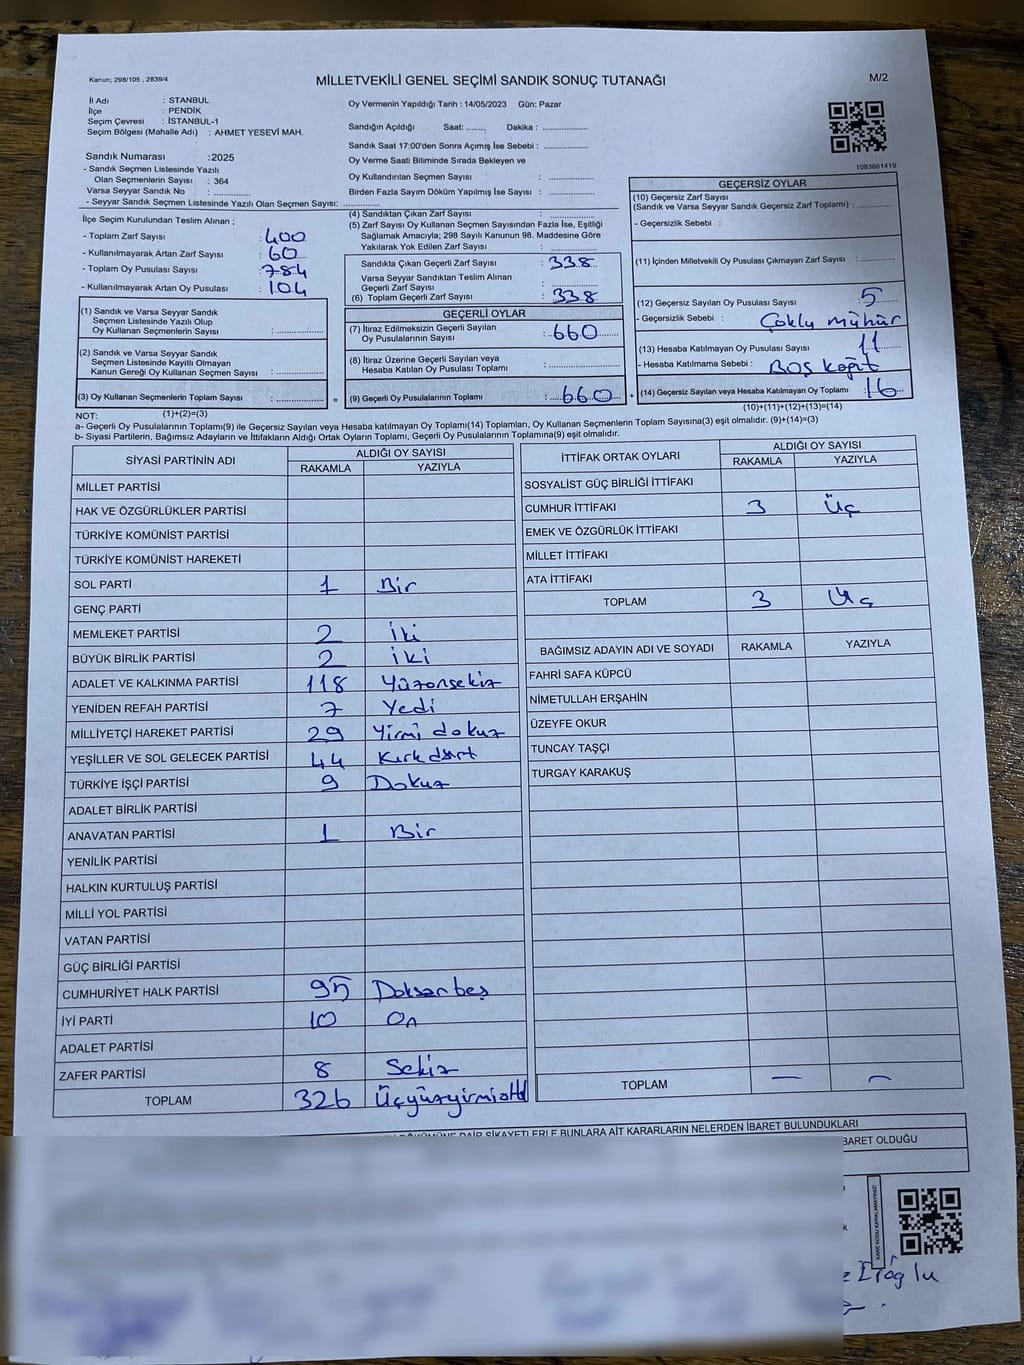 Kanun; 298/105 , 2839/4
MİLLETVEKİLİ GENEL SEÇİMİ SANDIK SONUÇ TUTANAĞI
M/2
İl Adı : STANBUL
İlçe : PENDİK
Seçim Çevresi : İSTANBUL-1
Seçim Bölgesi (Mahalle Adı) : AHMET YESEVİ MAH.
Sandık Numarası :2025
- Sandık Seçmen Listesinde Yazılı
Olan Seçmenlerin Sayısı : 364
Varsa Seyyar Sandık No : ..............
- Seyyar Sandık Seçmen Listesinde Yazılı Olan Seçmen Sayısı: ..............
Oy Vermenin Yapıldığı Tarih : 14/05/2023 Gün: Pazar
Sandığın Açıldığı Saat: ....... Dakika : ..............
Sandık Saat 17:00'den Sonra Açımış İse Sebebi : ..............
Oy Verme Saati Bitiminde Sırada Bekleyen ve
Oy Kullandırılan Seçmen Sayısı : ..............
Birden Fazla Sayım Döküm Yapılmış İse Sayısı : ..............
1083661419
İlçe Seçim Kurulundan Teslim Alınan ;
- Toplam Zarf Sayısı : 400
- Kullanılmayarak Artan Zarf Sayısı : 60
- Toplam Oy Pusulası Sayısı : 784
- Kullanılmayarak Artan Oy Pusulası : 104
(1) Sandık ve Varsa Seyyar Sandık
Seçmen Listesinde Yazılı Olup
Oy Kullanan Seçmenlerin Sayısı : ..............
(2) Sandık ve Varsa Seyyar Sandık
Seçmen Listesinde Kayıtlı Olmayan
Kanun Gereği Oy Kullanan Seçmen Sayısı : ..............
(3) Oy Kullanan Seçmenlerin Toplam Sayısı : ..............
(1)+(2)=(3)
(4) Sandıktan Çıkan Zarf Sayısı : ..............
(5) Zarf Sayısı Oy Kullanan Seçmen Sayısından Fazla İse, Eşitliği
Sağlamak Amacıyla; 298 Sayılı Kanunun 98. Maddesine Göre
Yakılarak Yok Edilen Zarf Sayısı : ..............
Sandıkta Çıkan Geçerli Zarf Sayısı : 338
Varsa Seyyar Sandıktan Teslim Alınan
Geçerli Zarf Sayısı : ..............
(6) Toplam Geçerli Zarf Sayısı : 338
GEÇERLİ OYLAR
(7) İtiraz Edilmeksizin Geçerli Sayılan
Oy Pusulalarının Sayısı : 660
(8) İtiraz Üzerine Geçerli Sayılan veya
Hesaba Katılan Oy Pusulası Toplamı : ..............
= (9) Geçerli Oy Pusulalarının Toplamı : 660
GEÇERSİZ OYLAR
(10) Geçersiz Zarf Sayısı
(Sandık ve Varsa Seyyar Sandık Geçersiz Zarf Toplamı) : ..............
- Geçersizlik Sebebi :
(11) İçinden Milletvekili Oy Pusulası Çıkmayan Zarf Sayısı : ..............
(12) Geçersiz Sayılan Oy Pusulası Sayısı : 5
- Geçersizlik Sebebi : Çoklu Mühür
(13) Hesaba Katılmayan Oy Pusulası Sayısı : 11
- Hesaba Katılmama Sebebi : Boş Kağıt
+ (14) Geçersiz Sayılan veya Hesaba Katılmayan Oy Toplamı : 16
(10)+(11)+(12)+(13)=(14)
NOT:
a- Geçerli Oy Pusulalarının Toplamı(9) ile Geçersiz Sayılan veya Hesaba Katılmayan Oy Toplamı(14) Toplamları, Oy Kullanan Seçmenlerin Toplam Sayısına(3) eşit olmalıdır. (9)+(14)=(3)
b- Siyasi Partilerin, Bağımsız Adayların ve İttifakların Aldığı Ortak Oyların Toplamı, Geçerli Oy Pusulalarının Toplamına(9) eşit olmalıdır.
SİYASİ PARTİNİN ADI ALDIĞI OY SAYISI
RAKAMLA YAZIYLA
MİLLET PARTİSİ
HAK VE ÖZGÜRLÜKLER PARTİSİ
TÜRKİYE KOMÜNİST PARTİSİ
TÜRKİYE KOMÜNİST HAREKETİ
SOL PARTİ 1 Bir
GENÇ PARTİ
MEMLEKET PARTİSİ 2 İki
BÜYÜK BİRLİK PARTİSİ 2 İki
ADALET VE KALKINMA PARTİSİ 118 Yüzonsekiz
YENİDEN REFAH PARTİSİ 7 Yedi
MİLLİYETÇİ HAREKET PARTİSİ 29 Yirmi dokuz
YEŞİLLER VE SOL GELECEK PARTİSİ 44 Kırk dört
TÜRKİYE İŞÇİ PARTİSİ 9 Dokuz
ADALET BİRLİK PARTİSİ
ANAVATAN PARTİSİ 1 Bir
YENİLİK PARTİSİ
HALKIN KURTULUŞ PARTİSİ
MİLLİ YOL PARTİSİ
VATAN PARTİSİ
GÜÇ BİRLİĞİ PARTİSİ
CUMHURİYET HALK PARTİSİ 95 Doksan beş
İYİ PARTİ 10 On
ADALET PARTİSİ
ZAFER PARTİSİ 8 Sekiz
TOPLAM 326 Üçyüzyirmialtı
İTTİFAK ORTAK OYLARI ALDIĞI OY SAYISI
RAKAMLA YAZIYLA
SOSYALİST GÜÇ BİRLİĞİ İTTİFAKI
CUMHUR İTTİFAKI 3 Üç
EMEK VE ÖZGÜRLÜK İTTİFAKI
MİLLET İTTİFAKI
ATA İTTİFAKI
TOPLAM 3 Üç
BAĞIMSIZ ADAYIN ADI VE SOYADI RAKAMLA YAZIYLA
FAHRİ SAFA KÜPCÜ
NİMETULLAH ERŞAHİN
ÜZEYFE OKUR
TUNCAY TAŞÇI
TURGAY KARAKUŞ
TOPLAM — —
DÖKÜMÜNE DAİR ŞİKAYETLERLE BUNLARA AİT KARARLARIN NELERDEN İBARET BULUNDUKLARI
BARET OLDUĞU
KARE KODU KARALAMAYINIZ!